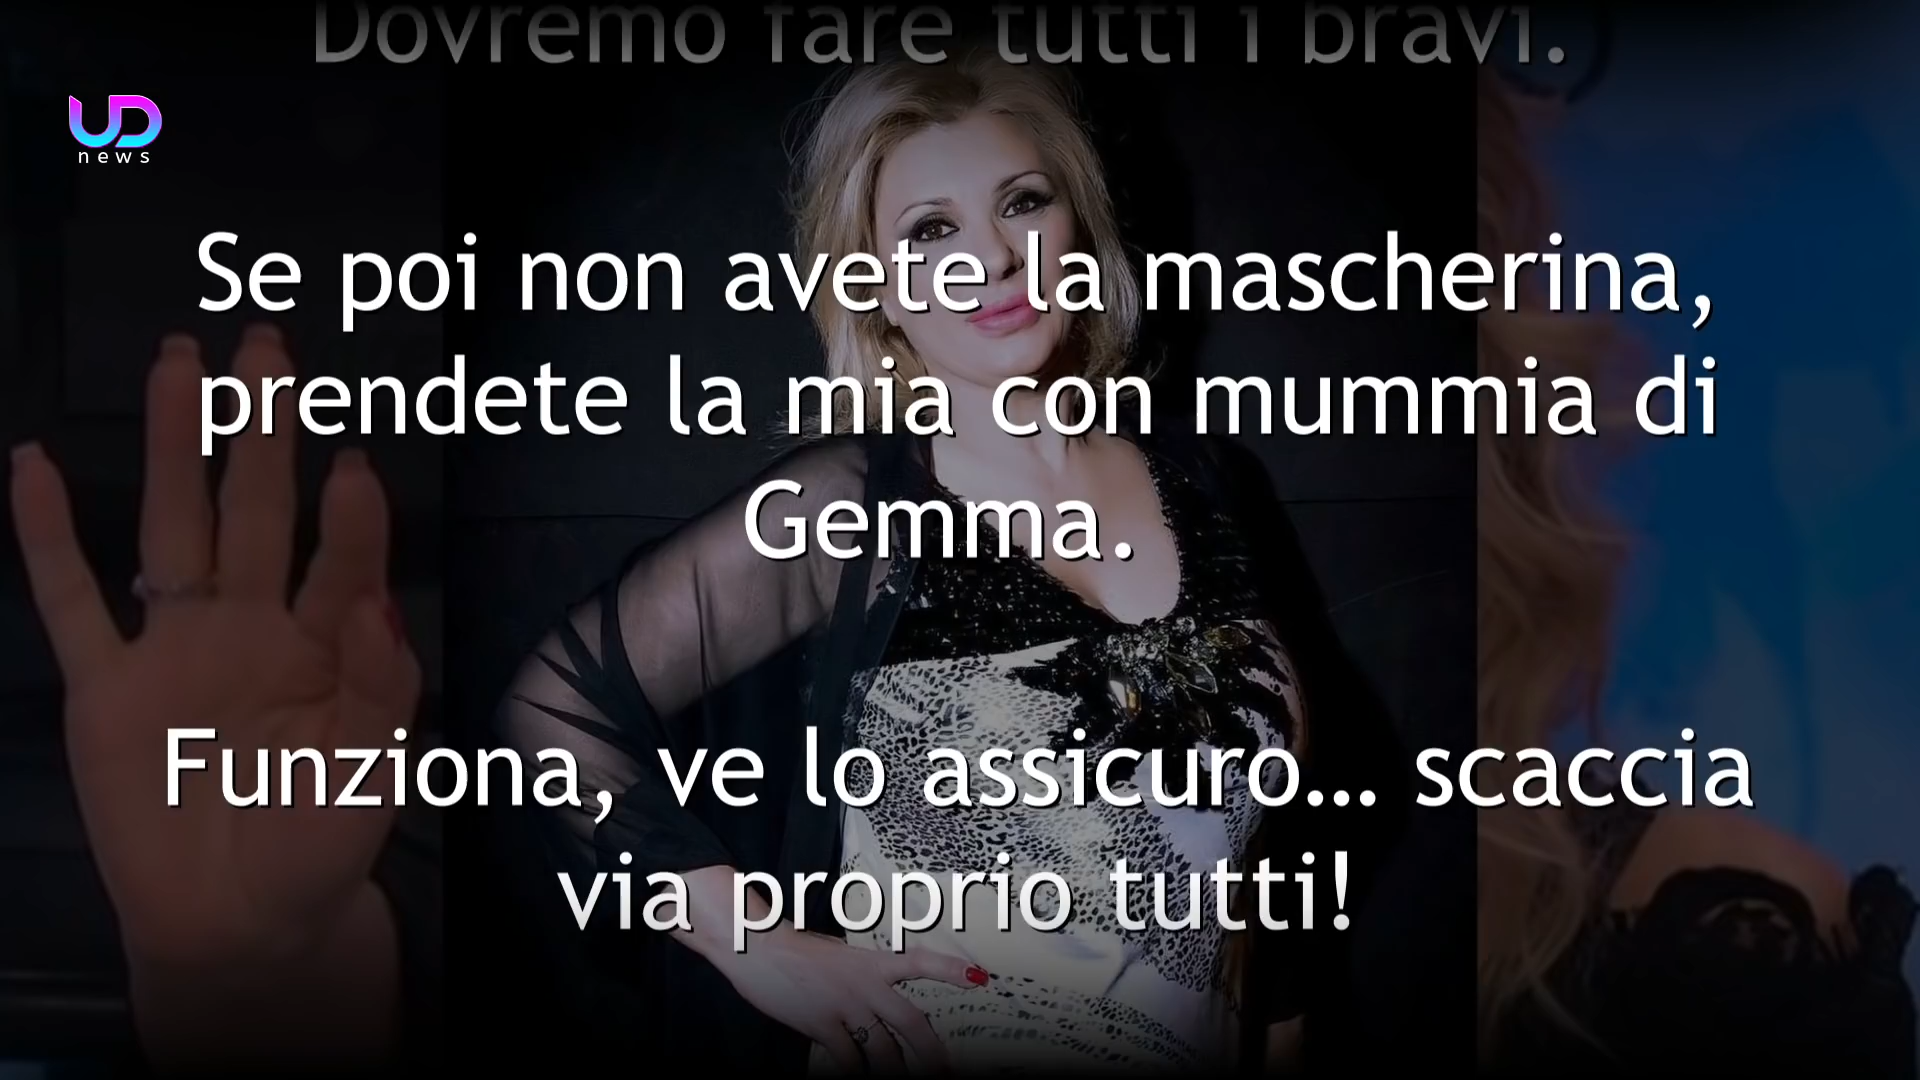 Dovremo fare tutti i bravi.
UD
news
Se poi non avete la mascherina,
prendete la mia con mummia di
Gemma.
Funziona, ve lo assicuro... scaccia
via proprio tutti!